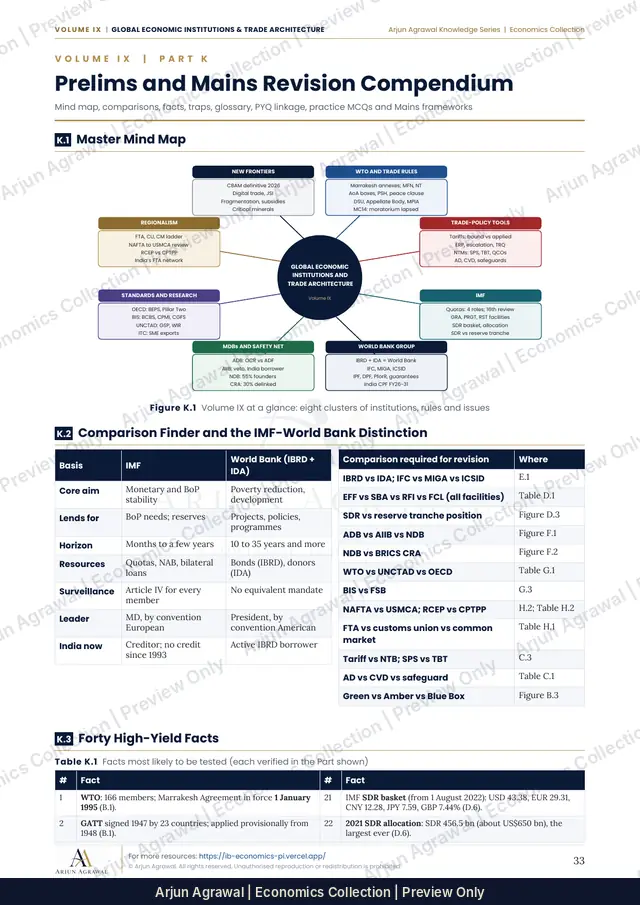 VOLUME IX | GLOBAL ECONOMIC INSTITUTIONS & TRADE ARCHITECTURE
Arjun Agrawal Knowledge Series | Economics Collection
VOLUME IX | PART K
Prelims and Mains Revision Compendium
Mind map, comparisons, facts, traps, glossary, PYQ linkage, practice MCQs and Mains frameworks
K.1 Master Mind Map
NEW FRONTIERS
CBAM definitive 2026
Digital trade, JSI
Fragmentation, subsidies
Critical minerals
WTO AND TRADE RULES
Marrakesh annexes; MFN, NT
AoA boxes, PSH, peace clause
DSU, Appellate Body, MPIA
MC14: moratorium lapsed
REGIONALISM
FTA, CU, CM ladder
NAFTA to USMCA review
RCEP vs CPTPP
India's FTA network
TRADE-POLICY TOOLS
Tariffs: bound vs applied
ERP, escalation, TRQ
NTMs: SPS, TBT, QCOs
AD, CVD, safeguards
GLOBAL ECONOMIC
INSTITUTIONS AND
TRADE ARCHITECTURE
Volume IX
STANDARDS AND RESEARCH
OECD: BEPS, Pillar Two
BIS: BCBS, CPMI, CGFS
UNCTAD: GSP, WIR
ITC: SME exports
IMF
Quotas: 4 roles; 16th review
GRA, PRGT, RST facilities
SDR basket, allocation
SDR vs reserve tranche
MDBs AND SAFETY NET
ADB: OCR vs ADF
AIIB: veto, India borrower
NDB: 55% founders
CRA: 30% delinked
WORLD BANK GROUP
IBRD + IDA = World Bank
IFC, MIGA, ICSID
IPF, DPF, PforR, guarantees
India CPF FY26-31
Figure K.1 Volume IX at a glance: eight clusters of institutions, rules and issues
K.2 Comparison Finder and the IMF-World Bank Distinction
Basis IMF World Bank (IBRD + IDA)
Core aim Monetary and BoP stability Poverty reduction, development
Lends for BoP needs; reserves Projects, policies, programmes
Horizon Months to a few years 10 to 35 years and more
Resources Quotas, NAB, bilateral loans Bonds (IBRD), donors (IDA)
Surveillance Article IV for every member No equivalent mandate
Leader MD, by convention European President, by convention American
India now Creditor; no credit since 1993 Active IBRD borrower
Comparison required for revision Where
IBRD vs IDA; IFC vs MIGA vs ICSID E.1
EFF vs SBA vs RFI vs FCL (all facilities) Table D.1
SDR vs reserve tranche position Figure D.3
ADB vs AIIB vs NDB Figure F.1
NDB vs BRICS CRA Figure F.2
WTO vs UNCTAD vs OECD Table G.1
BIS vs FSB G.3
NAFTA vs USMCA; RCEP vs CPTPP H.2; Table H.2
FTA vs customs union vs common market Table H.1
Tariff vs NTB; SPS vs TBT C.3
AD vs CVD vs safeguard Table C.1
Green vs Amber vs Blue Box Figure B.3
K.3 Forty High-Yield Facts
Table K.1 Facts most likely to be tested (each verified in the Part shown)
# Fact # Fact
1 WTO: 166 members; Marrakesh Agreement in force 1 January 1995 (B.1).
21 IMF SDR basket (from 1 August 2022): USD 43.38, EUR 29.31, CNY 12.28, JPY 7.59, GBP 7.44% (D.6).
2 GATT signed 1947 by 23 countries; applied provisionally from 1948 (B.1).
22 2021 SDR allocation: SDR 456.5 bn (about US$650 bn), the largest ever (D.6).
ARJUN AGRAWAL
For more resources: https://ib-economics-pi.vercel.app/
© Arjun Agrawal. All rights reserved. Unauthorised reproduction or redistribution is prohibited.
33
Arjun Agrawal | Economics Collection | Preview Only